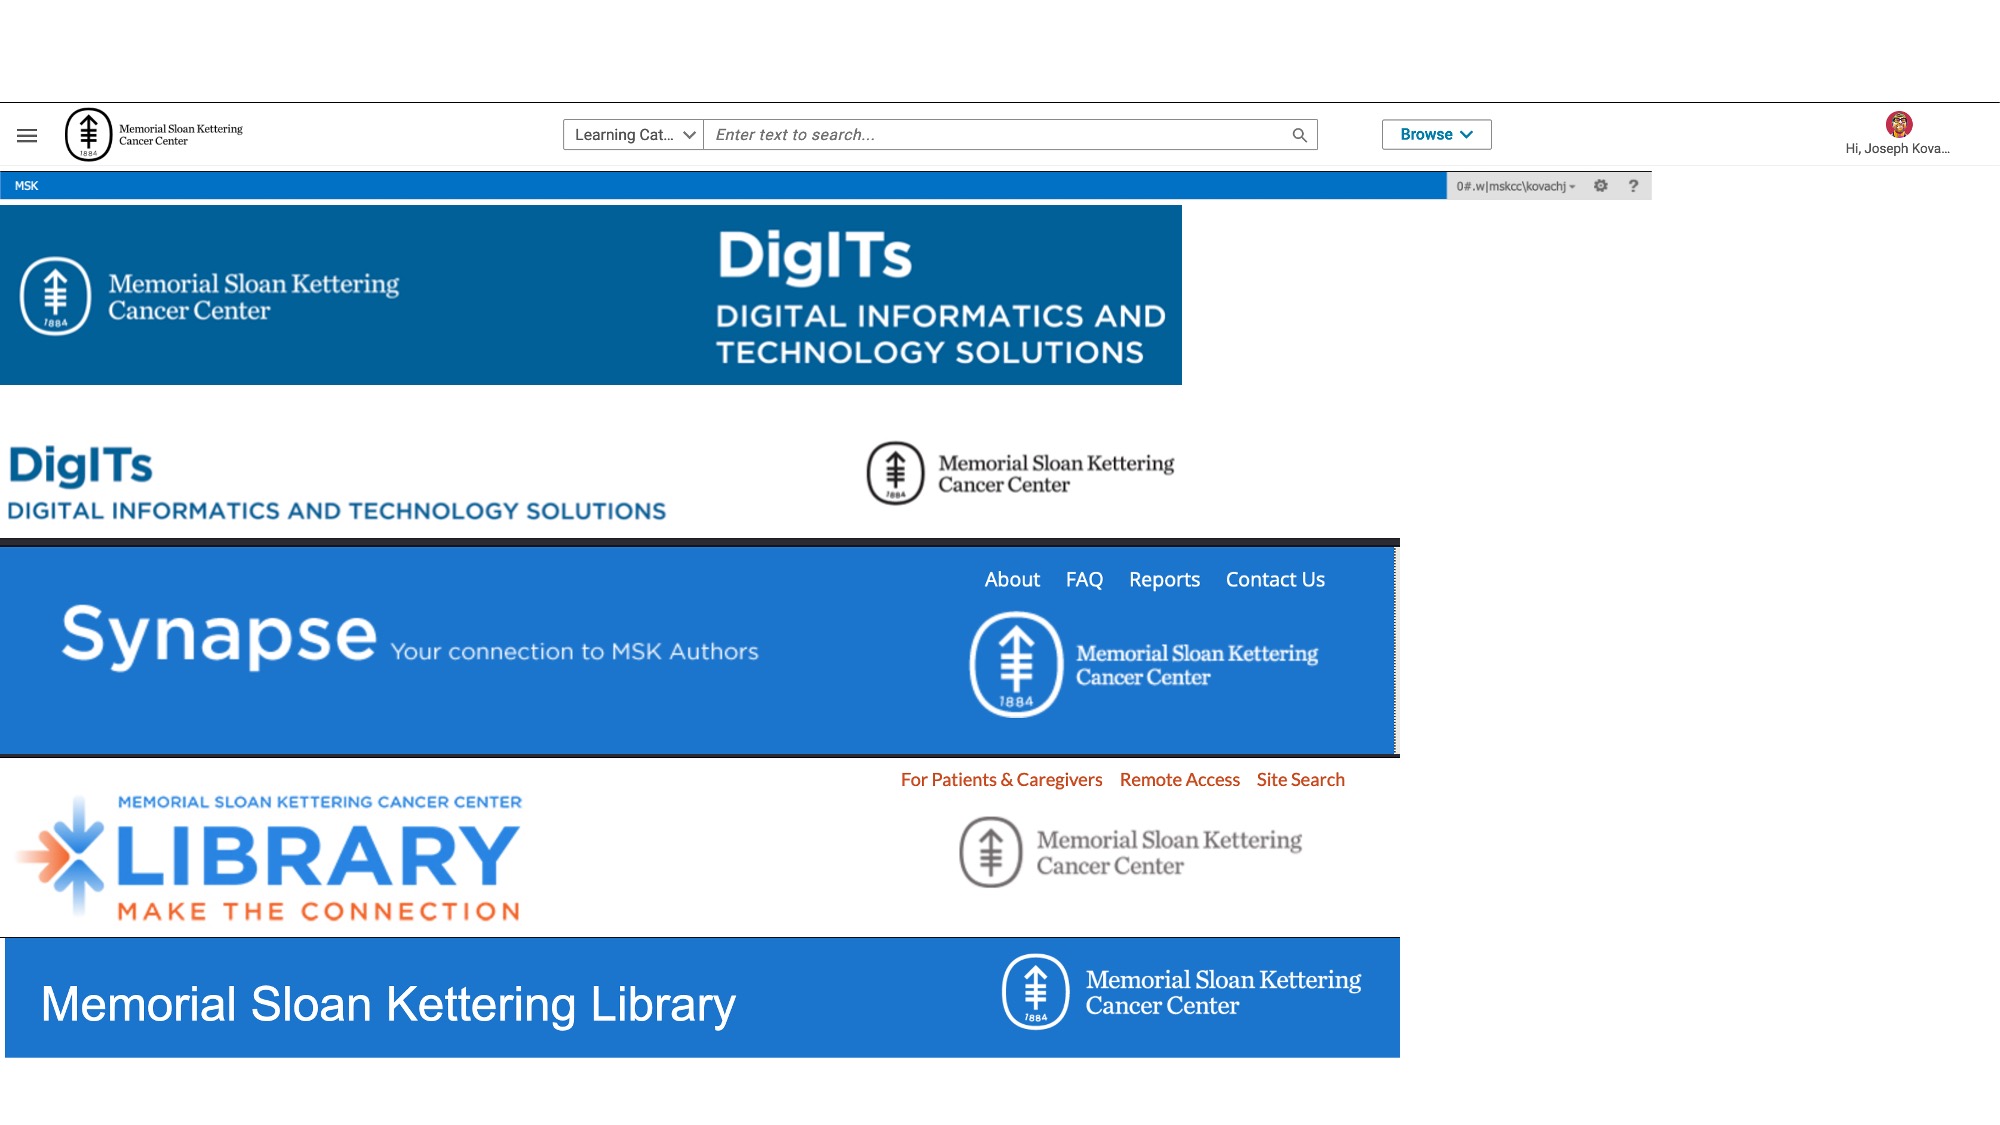 Memorial Sloan Kettering
Cancer Center
1884
Learning Cat...
Enter text to search...
Browse
Hi, Joseph Kova...
MSK
0#.w|mskcc\kovachj
?
Memorial Sloan Kettering
Cancer Center
1884
DigITs
DIGITAL INFORMATICS AND
TECHNOLOGY SOLUTIONS
DigITs
DIGITAL INFORMATICS AND TECHNOLOGY SOLUTIONS
Memorial Sloan Kettering
Cancer Center
1884
About FAQ Reports Contact Us
Synapse Your connection to MSK Authors
Memorial Sloan Kettering
Cancer Center
1884
For Patients & Caregivers Remote Access Site Search
MEMORIAL SLOAN KETTERING CANCER CENTER
LIBRARY
MAKE THE CONNECTION
Memorial Sloan Kettering
Cancer Center
Memorial Sloan Kettering Library
Memorial Sloan Kettering
Cancer Center
1884